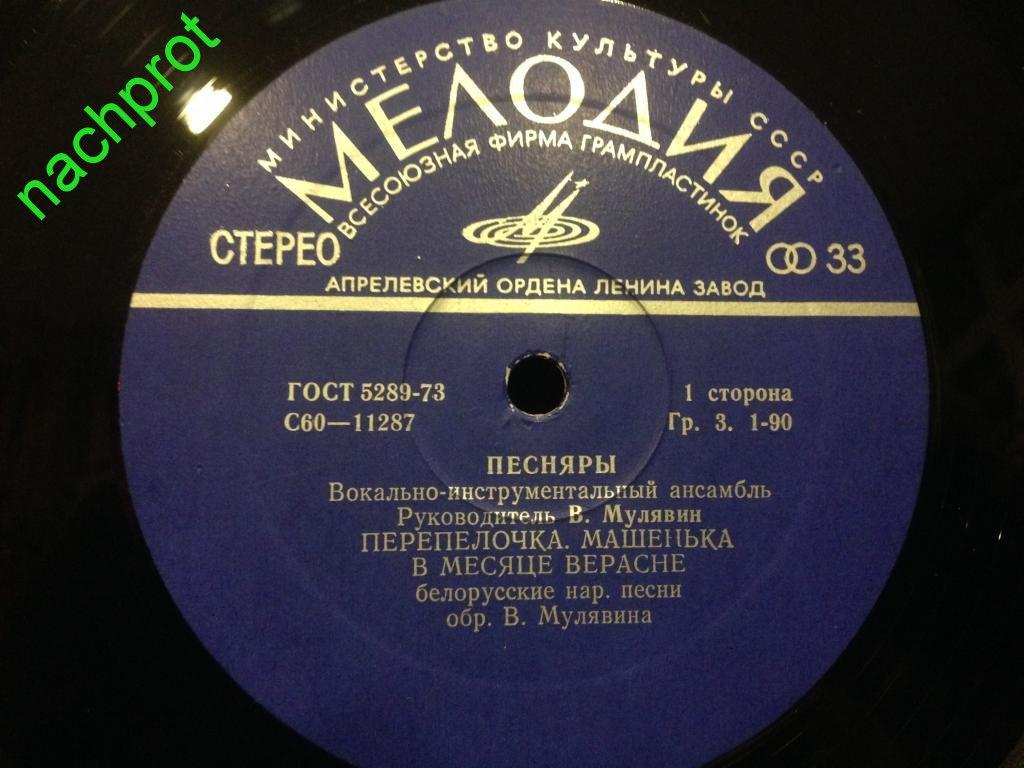 nachprot
МИНИСТЕРСТВО КУЛЬТУРЫ СССР
МЕЛОДИЯ
ВСЕСОЮЗНАЯ ФИРМА ГРАМПЛАСТИНОК
СТЕРЕО
33
АПРЕЛЕВСКИЙ ОРДЕНА ЛЕНИНА ЗАВОД
ГОСТ 5289-73 1 сторона
С60—11287 Гр. 3. 1-90
ПЕСНЯРЫ
Вокально-инструментальный ансамбль
Руководитель В. Мулявин
ПЕРЕПЕЛОЧКА. МАШЕНЬКА
В МЕСЯЦЕ ВЕРАСНЕ
белорусские нар. песни
обр. В. Мулявина